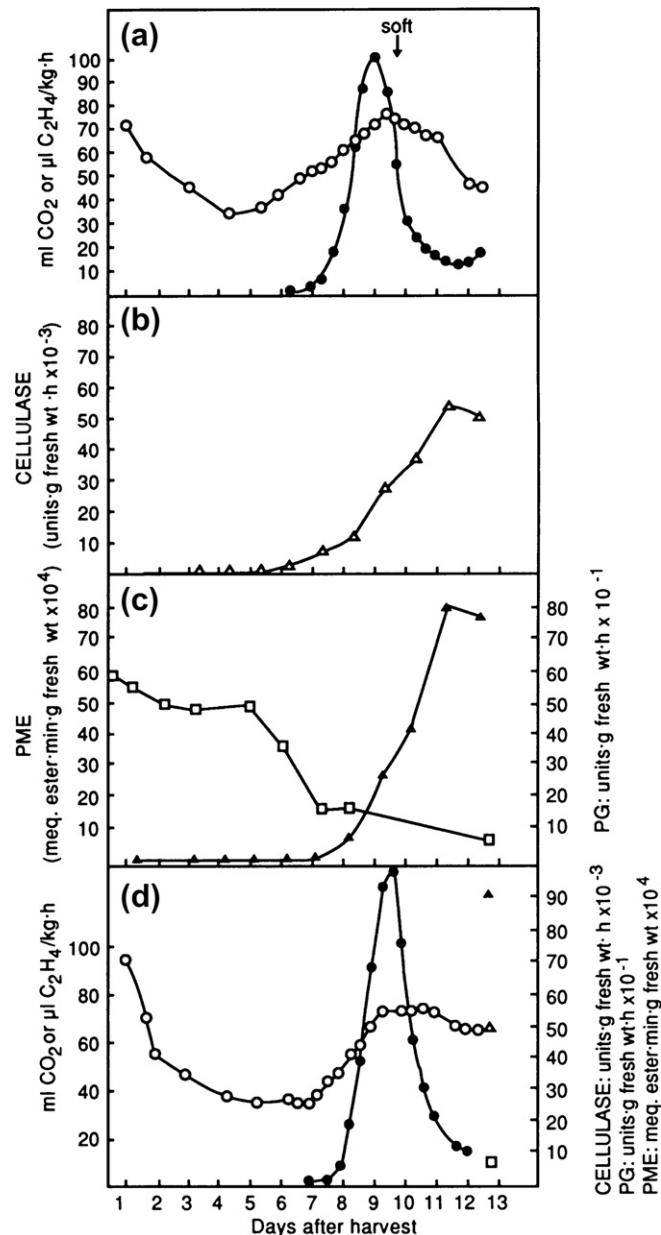 (a)
soft
100
90
80
70
60
50
40
30
20
10
ml CO₂ or µl C₂H₄/kg·h
(b)
80
70
60
50
40
30
20
10
CELLULASE
(units·g fresh wt·h x10⁻³)
(c)
80
70
60
50
40
30
20
10
PME
(meq. ester·min·g fresh wt x10⁴)
80
70
60
50
40
30
20
10
PG: units·g fresh wt·h x 10⁻¹
(d)
100
80
60
40
20
ml CO₂ or µl C₂H₄/kg·h
90
70
50
30
10
CELLULASE: units·g fresh wt·h x10⁻³
PG: units·g fresh wt·h x10⁻¹
PME: meq. ester·min·g fresh wt x10⁴
1 2 3 4 5 6 7 8 9 10 11 12 13
Days after harvest